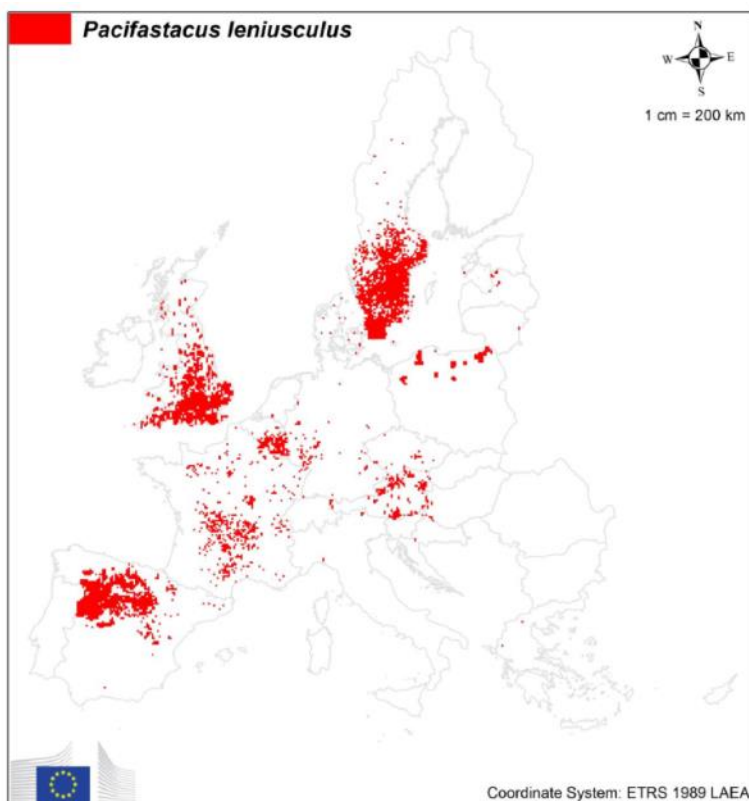 Pacifastacus leniusculus
N
W E
S
1 cm = 200 km
Coordinate System: ETRS 1989 LAEA